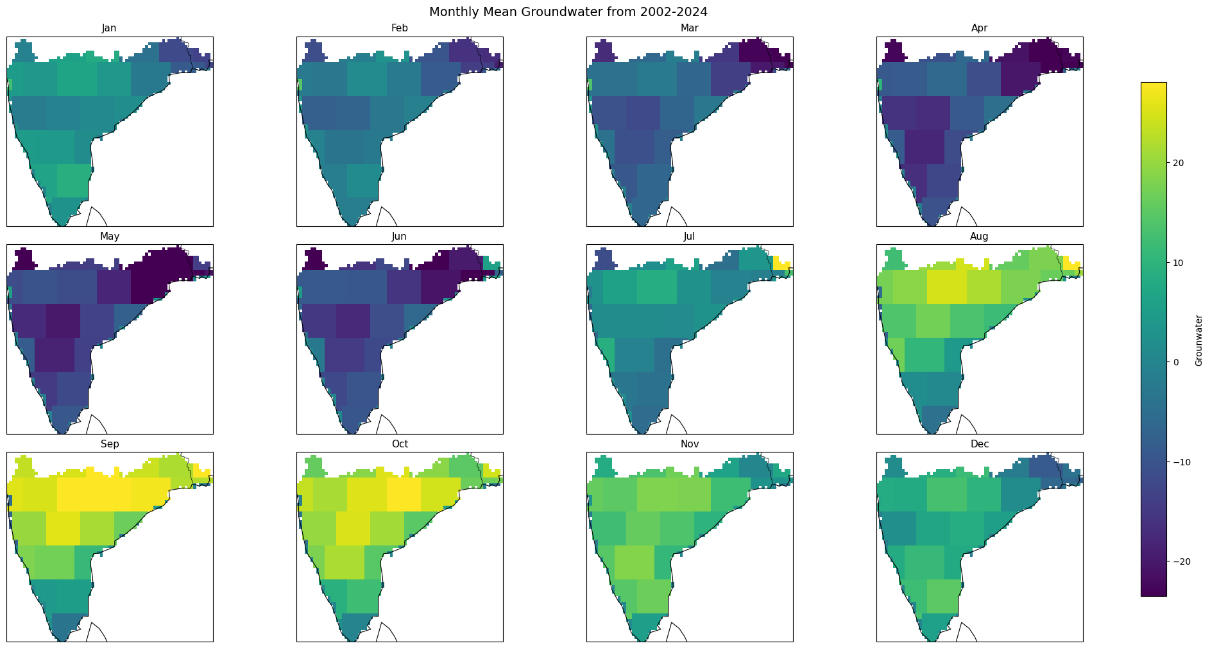 Monthly Mean Groundwater from 2002-2024
Jan
Feb
Mar
Apr
May
Jun
Jul
Aug
Sep
Oct
Nov
Dec
20
10
0
−10
−20
Grounwater